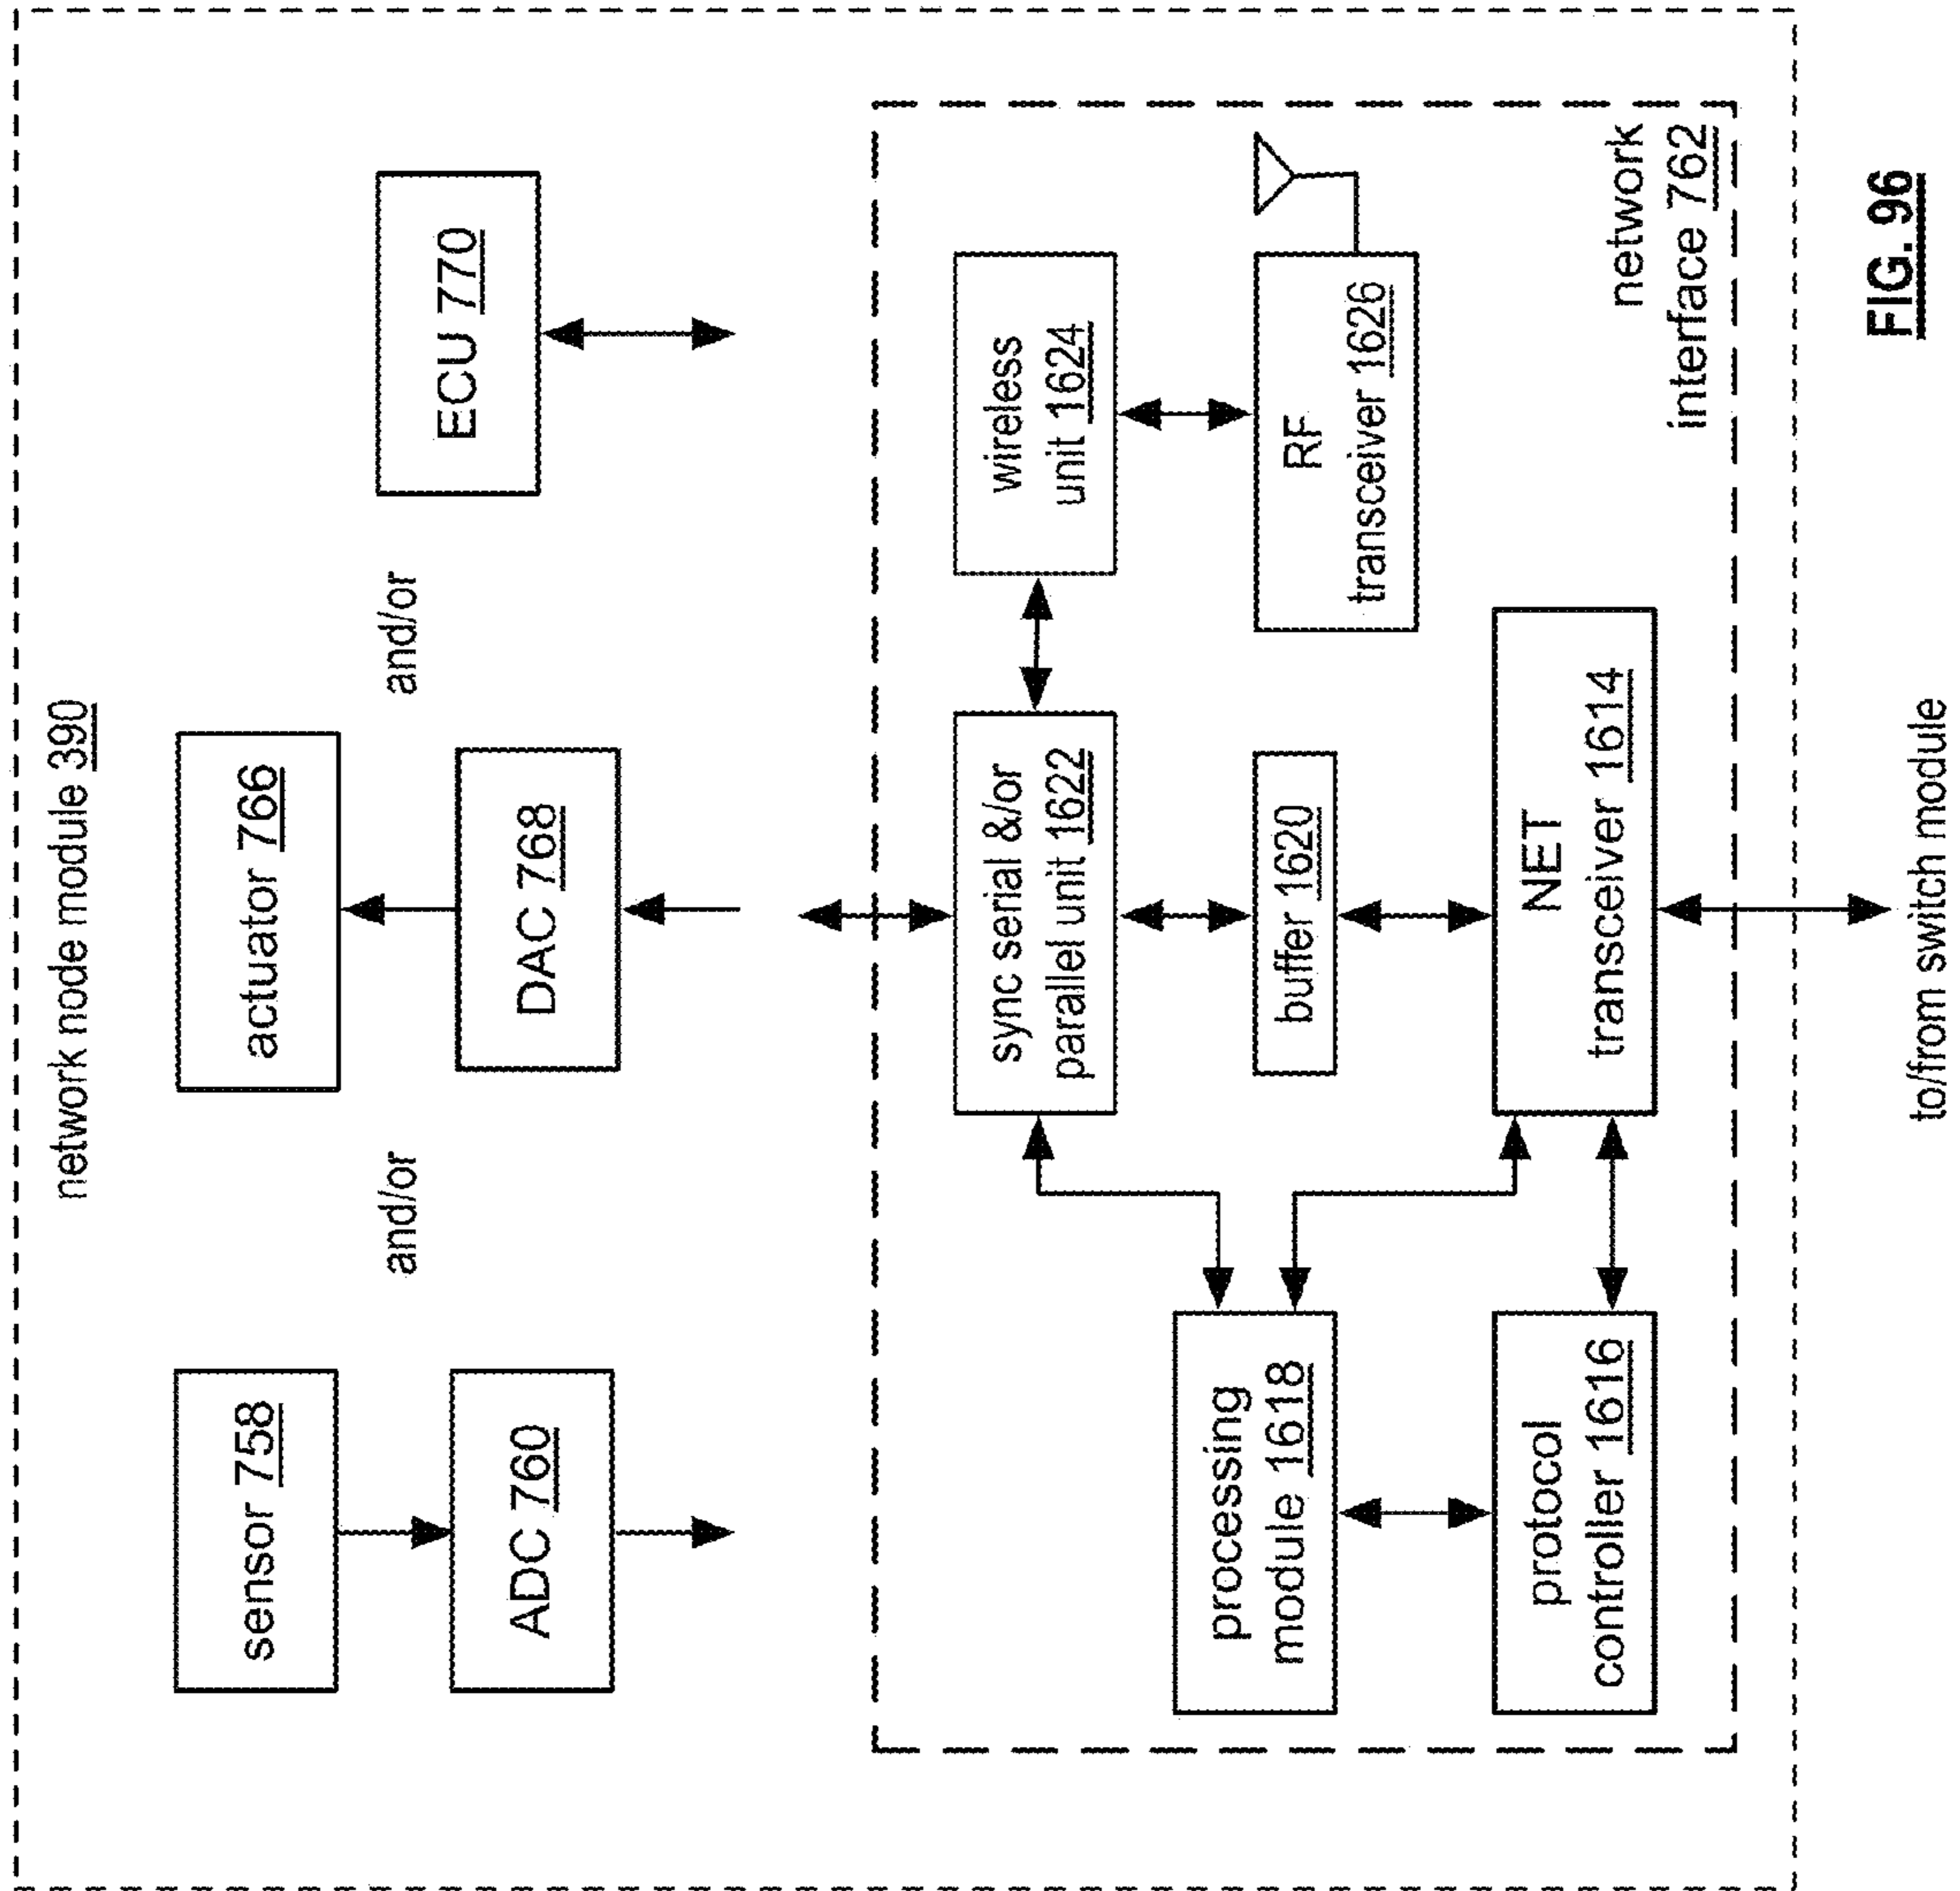 network node module 390
sensor 758
ADC 760
and/or
actuator 766
DAC 768
and/or
ECU 770
sync serial &/or
parallel unit 1622
wireless
unit 1624
processing
module 1618
buffer 1620
RF
transceiver 1626
protocol
controller 1616
NET
transceiver 1614
network
interface 762
to/from switch module
FIG. 96